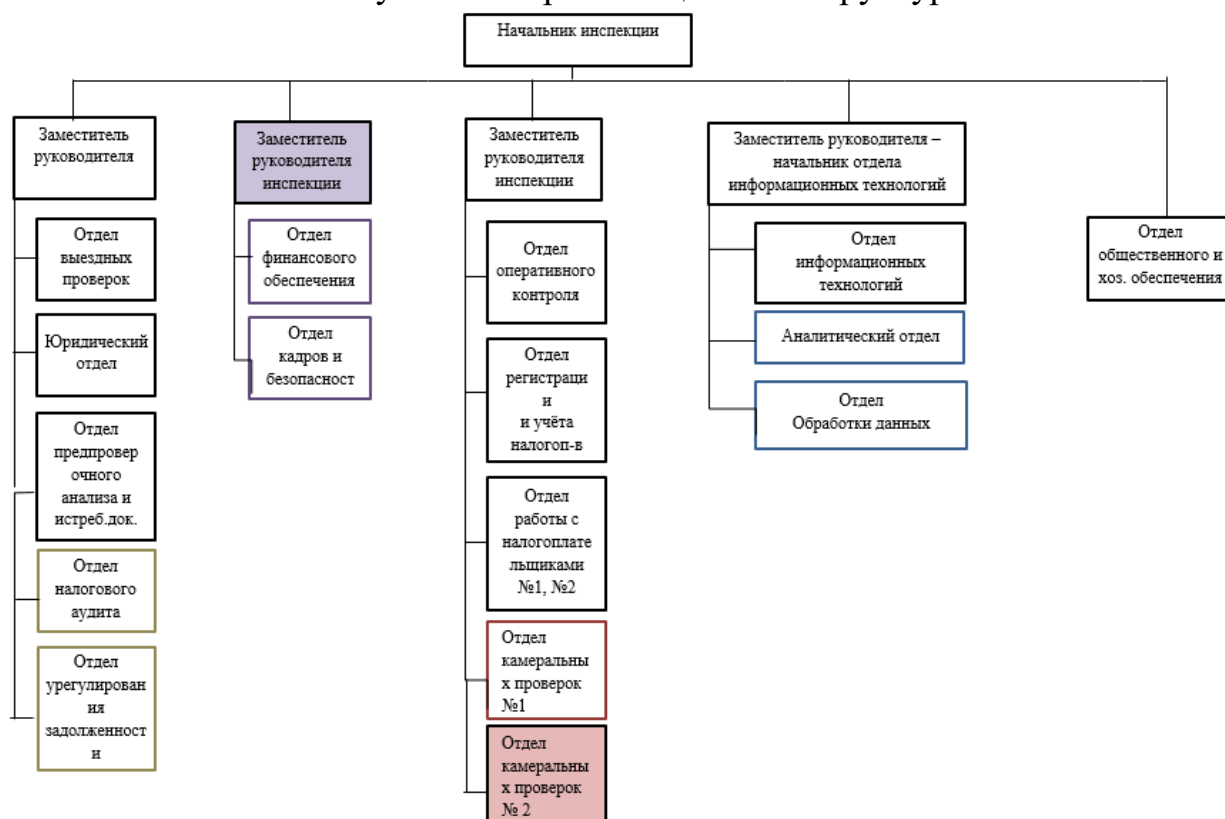 Начальник инспекции
Заместитель
руководителя
Заместитель
руководителя
инспекции
Заместитель
руководителя
инспекции
Заместитель руководителя –
начальник отдела
информационных технологий
Отдел
выездных
проверок
Юридический
отдел
Отдел
предпровер
очного
анализа и
истреб.док.
Отдел
налогового
аудита
Отдел
урегулирован
ия
задолженност
и
Отдел
финансового
обеспечения
Отдел
кадров и
безопасност
Отдел
оперативного
контроля
Отдел
регистраци
и
и учёта
налогоп-в
Отдел
работы с
налогоплате
льщиками
№1, №2
Отдел
камеральны
х проверок
№1
Отдел
камеральны
х проверок
№ 2
Отдел
информационных
технологий
Аналитический отдел
Отдел
Обработки данных
Отдел
общественного и
хоз. обеспечения